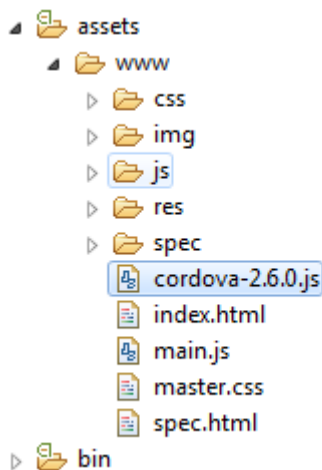 assets
www
css
img
js
res
spec
cordova-2.6.0.js
index.html
main.js
master.css
spec.html
bin